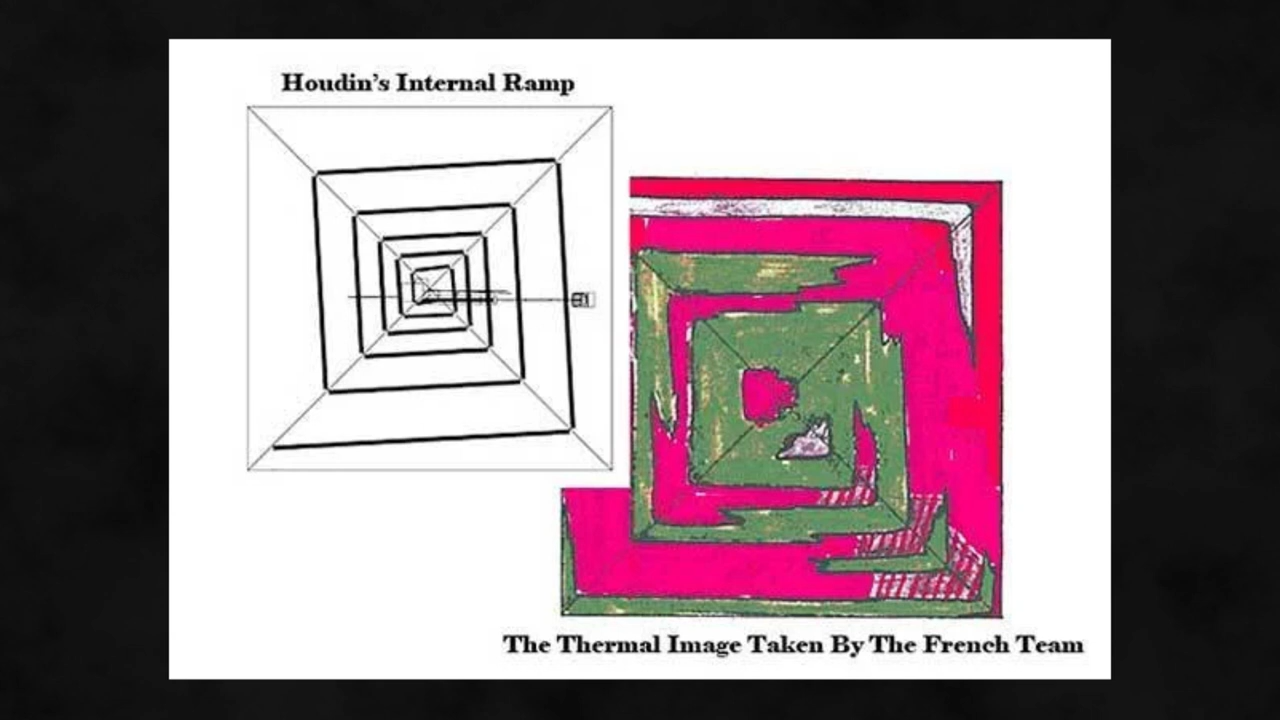 Houdin's Internal Ramp
The Thermal Image Taken By The French Team